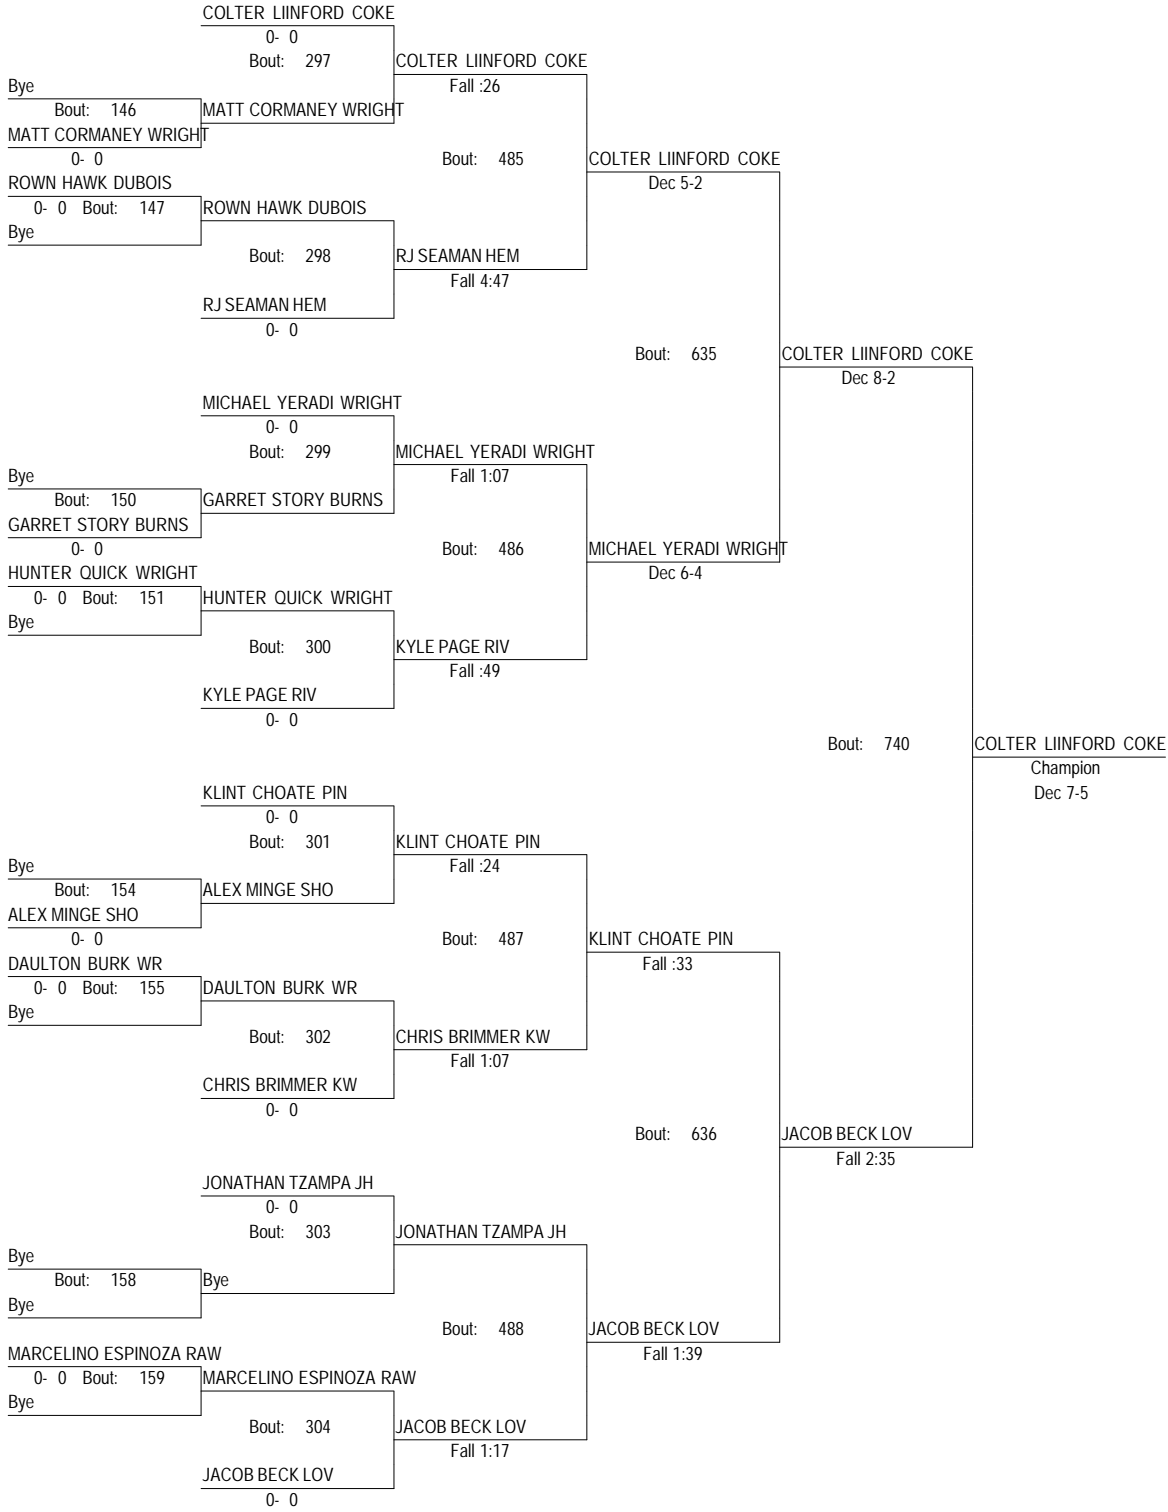 COLTER LIINFORD COKE
0- 0
Bout: 297
COLTER LIINFORD COKE
Bye
Fall :26
Bout: 146
MATT CORMANEY WRIGHT
MATT CORMANEY WRIGHT
0- 0
Bout: 485
COLTER LIINFORD COKE
ROWN HAWK DUBOIS
Dec 5-2
0- 0 Bout: 147
ROWN HAWK DUBOIS
Bye
Bout: 298
RJ SEAMAN HEM
Fall 4:47
RJ SEAMAN HEM
0- 0
Bout: 635
COLTER LIINFORD COKE
Dec 8-2
MICHAEL YERADI WRIGHT
0- 0
Bout: 299
MICHAEL YERADI WRIGHT
Bye
Fall 1:07
Bout: 150
GARRET STORY BURNS
GARRET STORY BURNS
0- 0
Bout: 486
MICHAEL YERADI WRIGHT
HUNTER QUICK WRIGHT
Dec 6-4
0- 0 Bout: 151
HUNTER QUICK WRIGHT
Bye
Bout: 300
KYLE PAGE RIV
Fall :49
KYLE PAGE RIV
0- 0
Bout: 740
COLTER LIINFORD COKE
Champion
Dec 7-5
KLINT CHOATE PIN
0- 0
Bout: 301
KLINT CHOATE PIN
Bye
Fall :24
Bout: 154
ALEX MINGE SHO
ALEX MINGE SHO
0- 0
Bout: 487
KLINT CHOATE PIN
DAULTON BURK WR
Fall :33
0- 0 Bout: 155
DAULTON BURK WR
Bye
Bout: 302
CHRIS BRIMMER KW
Fall 1:07
CHRIS BRIMMER KW
0- 0
Bout: 636
JACOB BECK LOV
Fall 2:35
JONATHAN TZAMPA JH
0- 0
Bout: 303
JONATHAN TZAMPA JH
Bye
Bout: 158
Bye
Bye
Bout: 488
JACOB BECK LOV
MARCELINO ESPINOZA RAW
Fall 1:39
0- 0 Bout: 159
MARCELINO ESPINOZA RAW
Bye
Bout: 304
JACOB BECK LOV
Fall 1:17
JACOB BECK LOV
0- 0